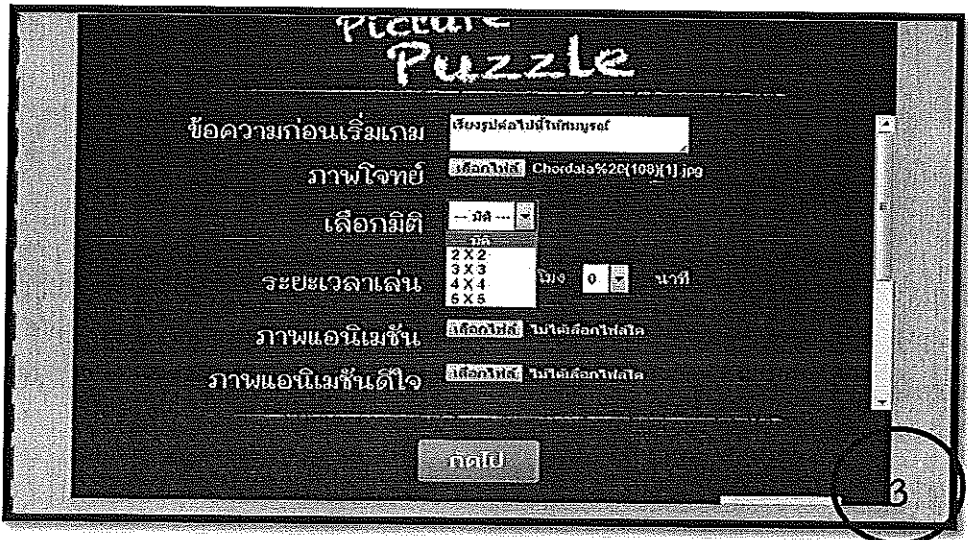 Picture
Puzzle
ข้อความก่อนเริ่มเกม เรียงรูปต่อไปนี้ให้สมบูรณ์
ภาพโจทย์ เลือกไฟล์ Chordata%20(108)[1].jpg
เลือกมิติ --- มิติ ---
มิติ
2 X 2
3 X 3
4 X 4
5 X 5
ระยะเวลาเล่น โมง 0 นาที
ภาพแอนิเมชัน เลือกไฟล์ ไม่ได้เลือกไฟล์ใด
ภาพแอนิเมชันดีใจ เลือกไฟล์ ไม่ได้เลือกไฟล์ใด
ถัดไป
3